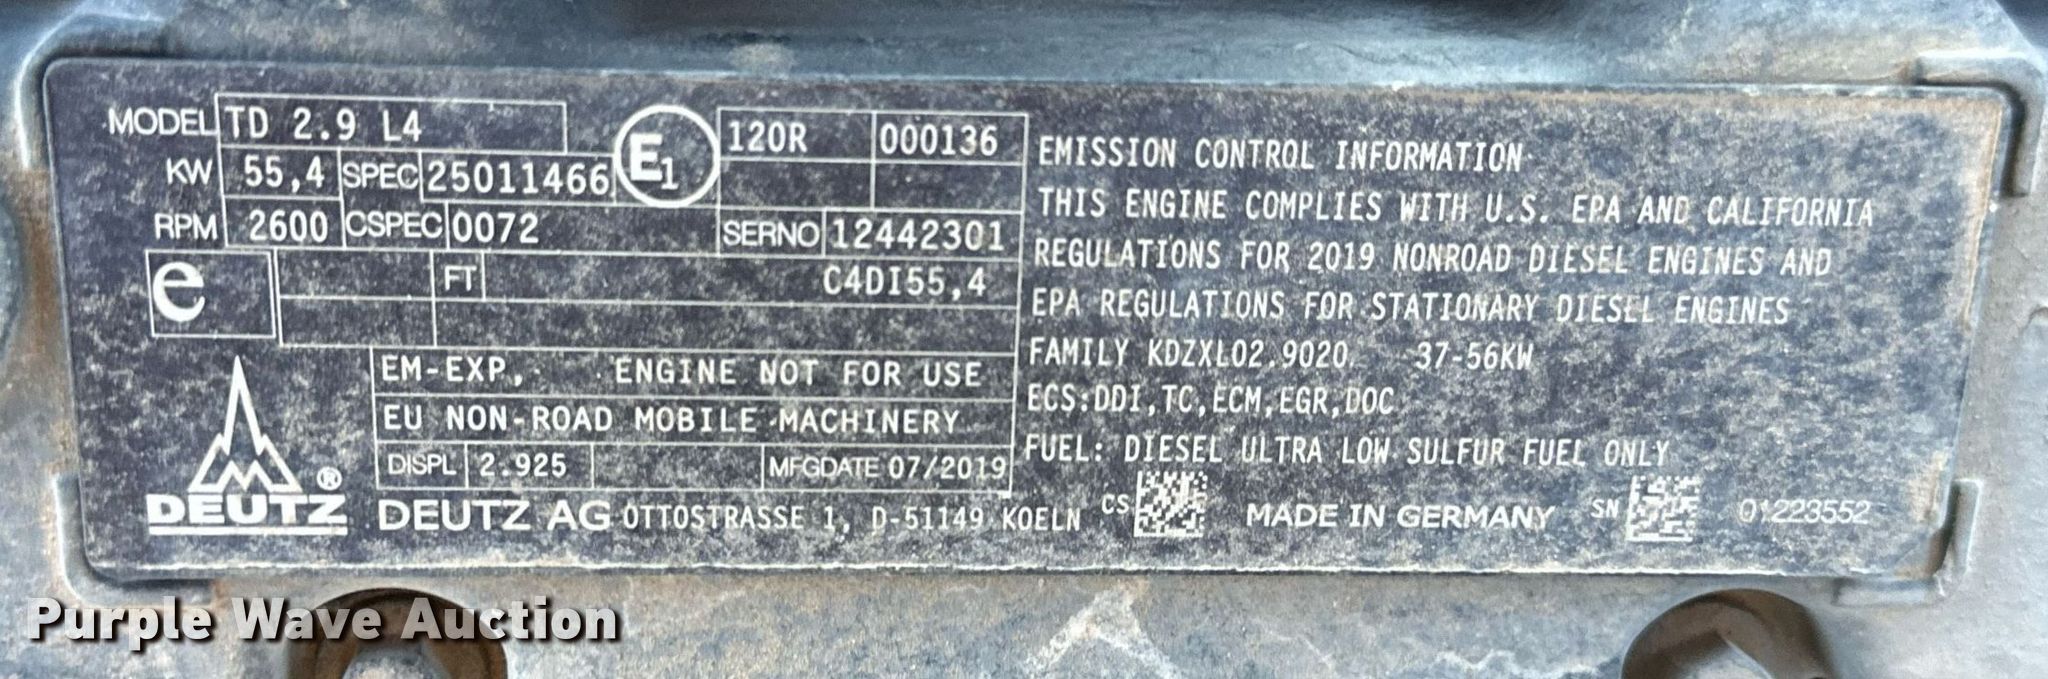 MODEL TD 2.9 L4
KW 55,4 SPEC 25011466
RPM 2600 CSPEC 0072
E1 120R 000136
SERNO 12442301
e FT C4DI55,4
EM-EXP, ENGINE NOT FOR USE
EU NON-ROAD MOBILE MACHINERY
DISPL 2.925 MFGDATE 07/2019
DEUTZ ®
DEUTZ AG OTTOSTRASSE 1, D-51149 KOELN
EMISSION CONTROL INFORMATION
THIS ENGINE COMPLIES WITH U.S. EPA AND CALIFORNIA
REGULATIONS FOR 2019 NONROAD DIESEL ENGINES AND
EPA REGULATIONS FOR STATIONARY DIESEL ENGINES
FAMILY KDZXL02.9020 37-56KW
ECS:DDI,TC,ECM,EGR,DOC
FUEL: DIESEL ULTRA LOW SULFUR FUEL ONLY
CS MADE IN GERMANY SN 01223552
Purple Wave Auction